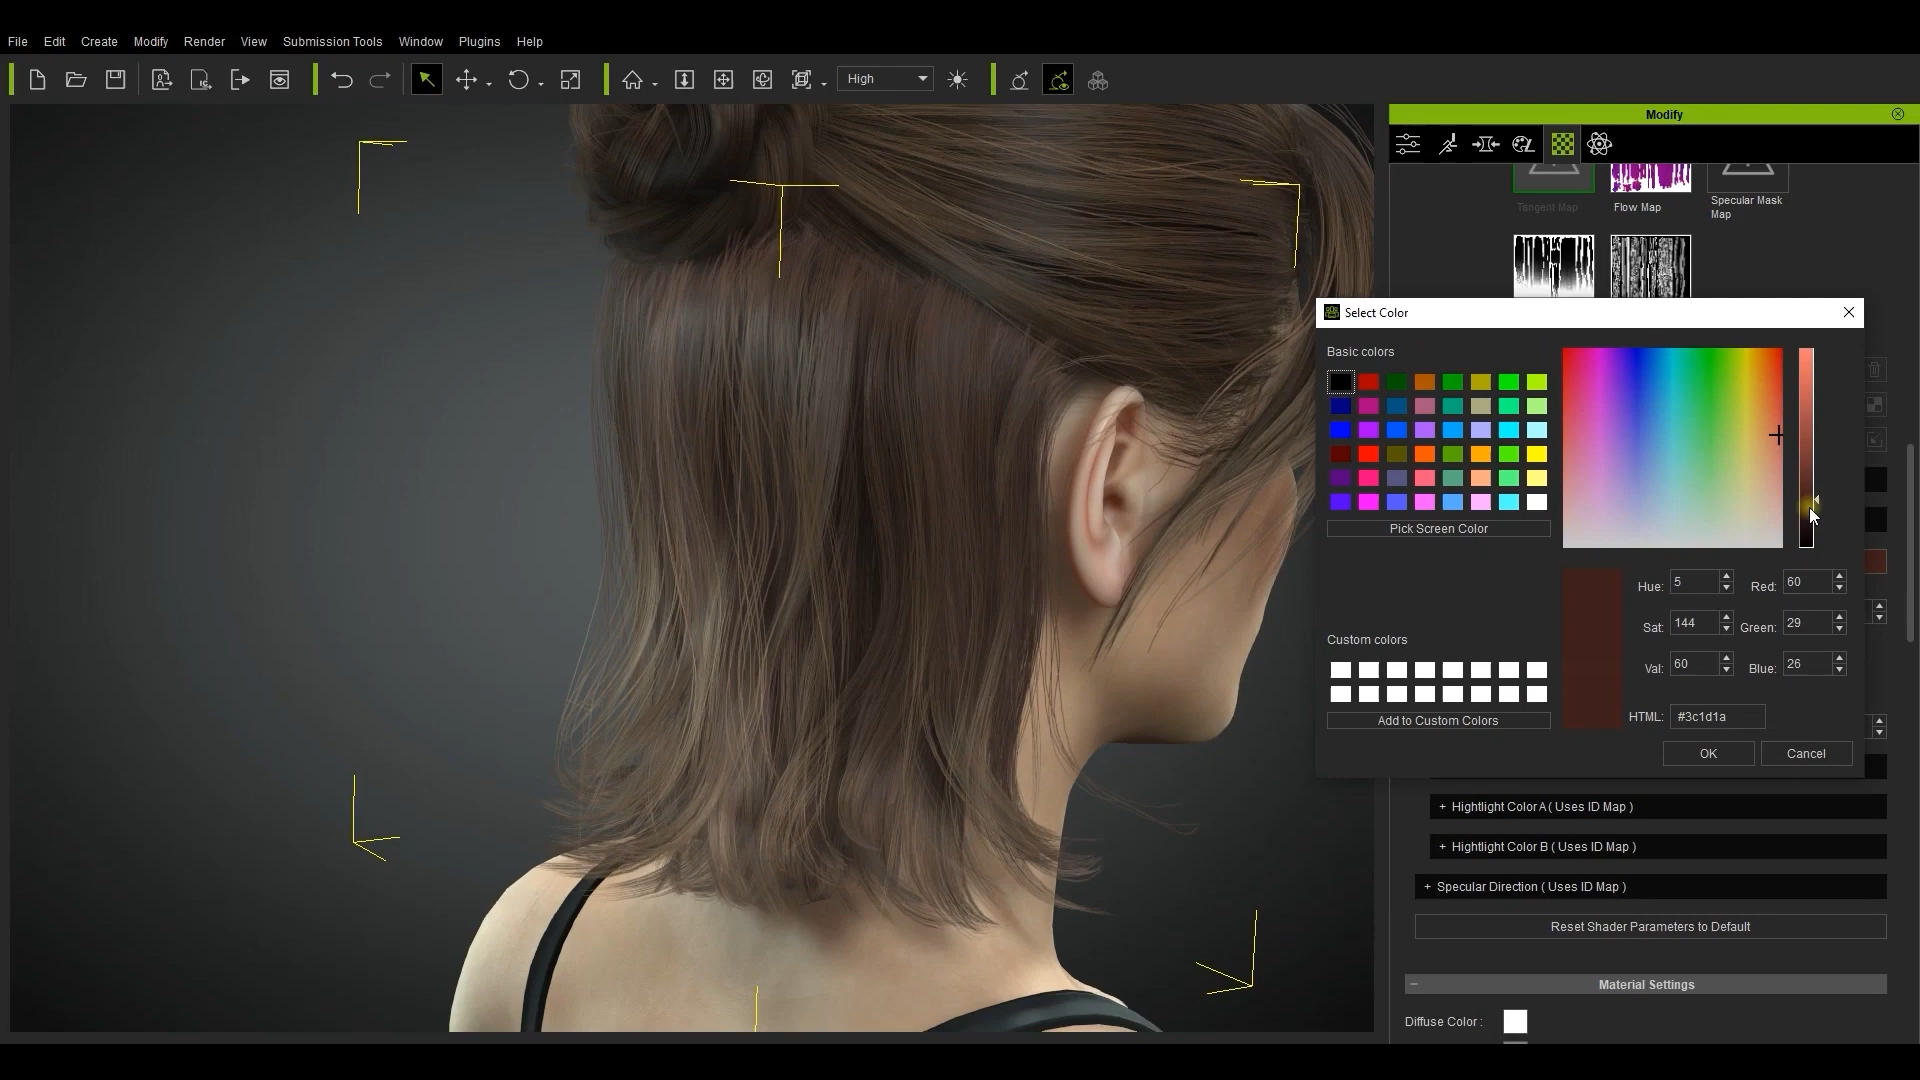 File Edit Create Modify Render View Submission Tools Window Plugins Help
High
Modify
Tangent Map Flow Map Specular Mask
Map
Select Color
Basic colors
Pick Screen Color
Hue: 5 Red: 60
Sat: 144 Green: 29
Val: 60 Blue: 26
Custom colors
Add to Custom Colors
HTML: #3c1d1a
OK Cancel
+ Hightlight Color A ( Uses ID Map )
+ Hightlight Color B ( Uses ID Map )
+ Specular Direction ( Uses ID Map )
Reset Shader Parameters to Default
Material Settings
Diffuse Color :